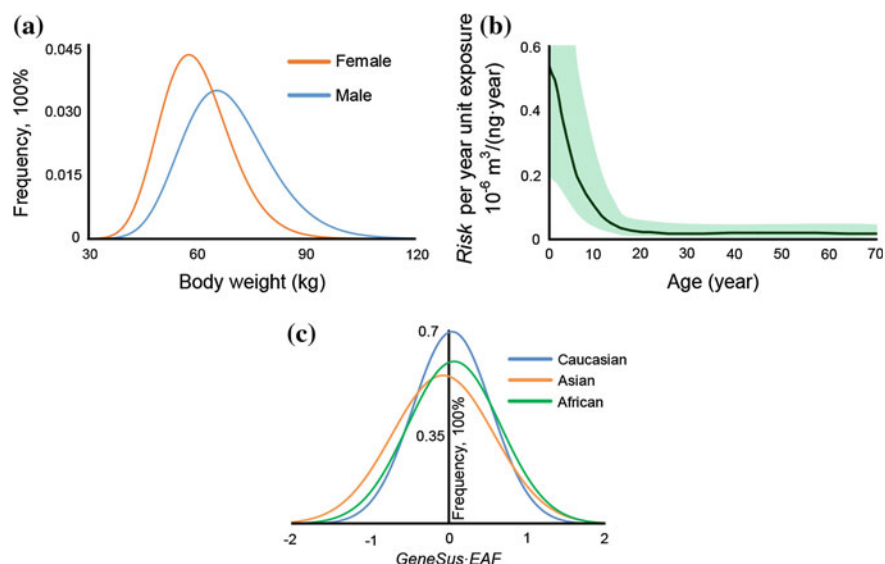 (a)
Frequency, 100%
0.045
0.030
0.015
0
Female
Male
30
60
90
120
Body weight (kg)
(b)
Risk per year unit exposure
10⁻⁶ m³/(ng·year)
0.6
0.4
0.2
0
0
10
20
30
40
50
60
70
Age (year)
(c)
0.7
0.35
Frequency, 100%
Caucasian
Asian
African
-2
-1
0
1
2
GeneSus·EAF